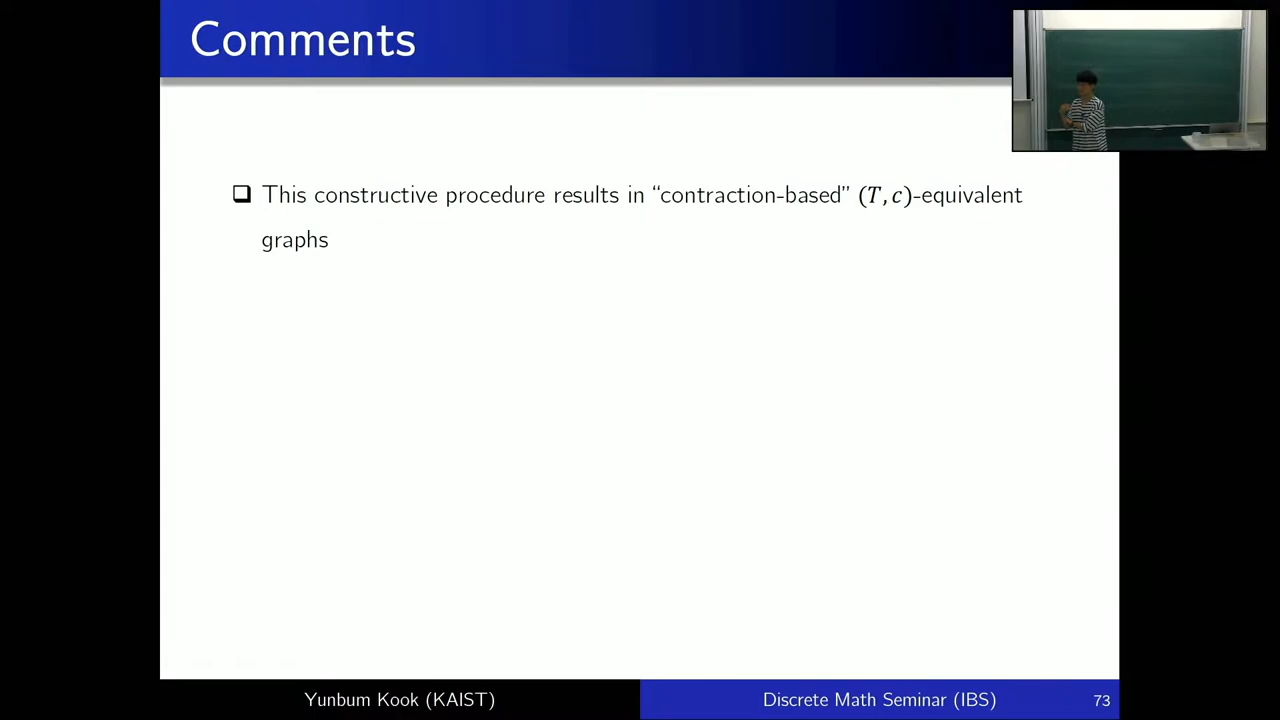 Comments
❑ This constructive procedure results in “contraction-based” (T, c)-equivalent
graphs
Yunbum Kook (KAIST)
Discrete Math Seminar (IBS)
73